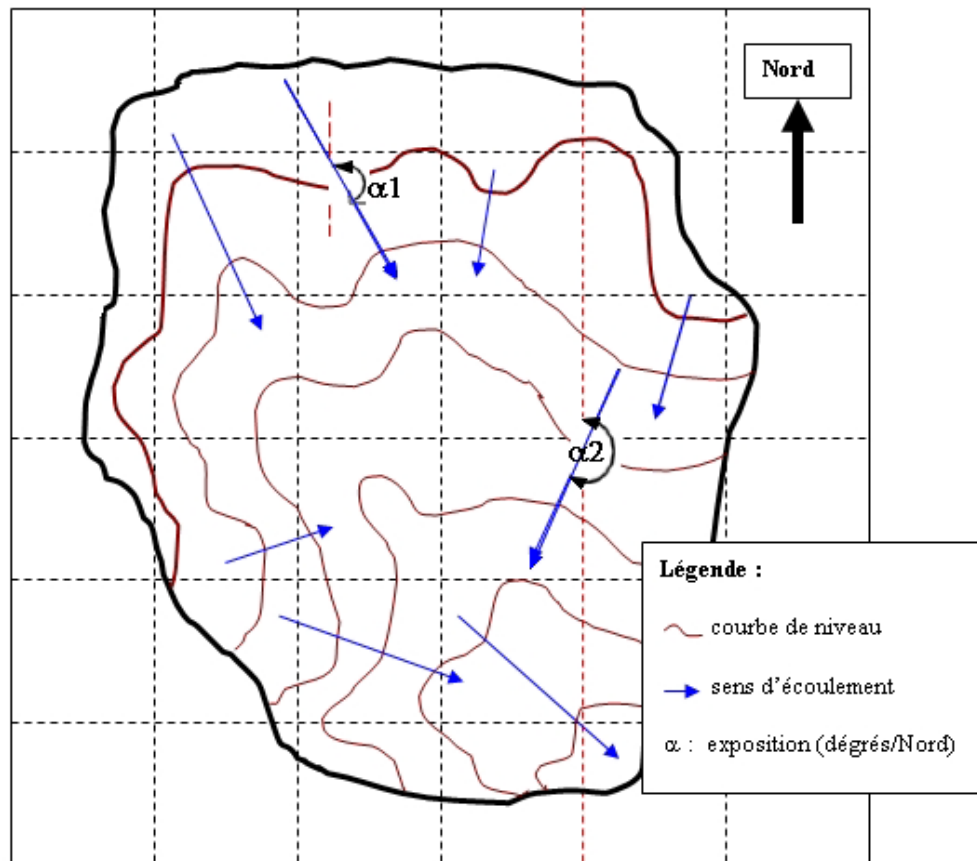 Nord
α1
α2
Légende :
courbe de niveau
sens d'écoulement
α : exposition (dégrés/Nord)